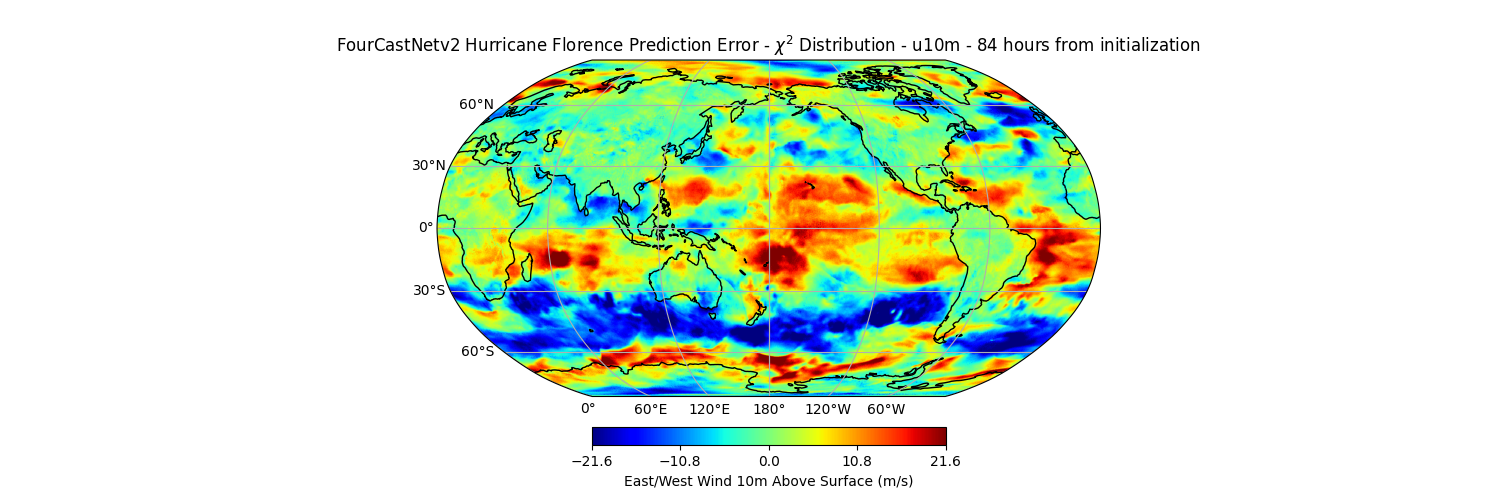 FourCastNetv2 Hurricane Florence Prediction Error - χ² Distribution - u10m - 84 hours from initialization
60°N
30°N
0°
30°S
60°S
0° 60°E 120°E 180° 120°W 60°W
−21.6 −10.8 0.0 10.8 21.6
East/West Wind 10m Above Surface (m/s)